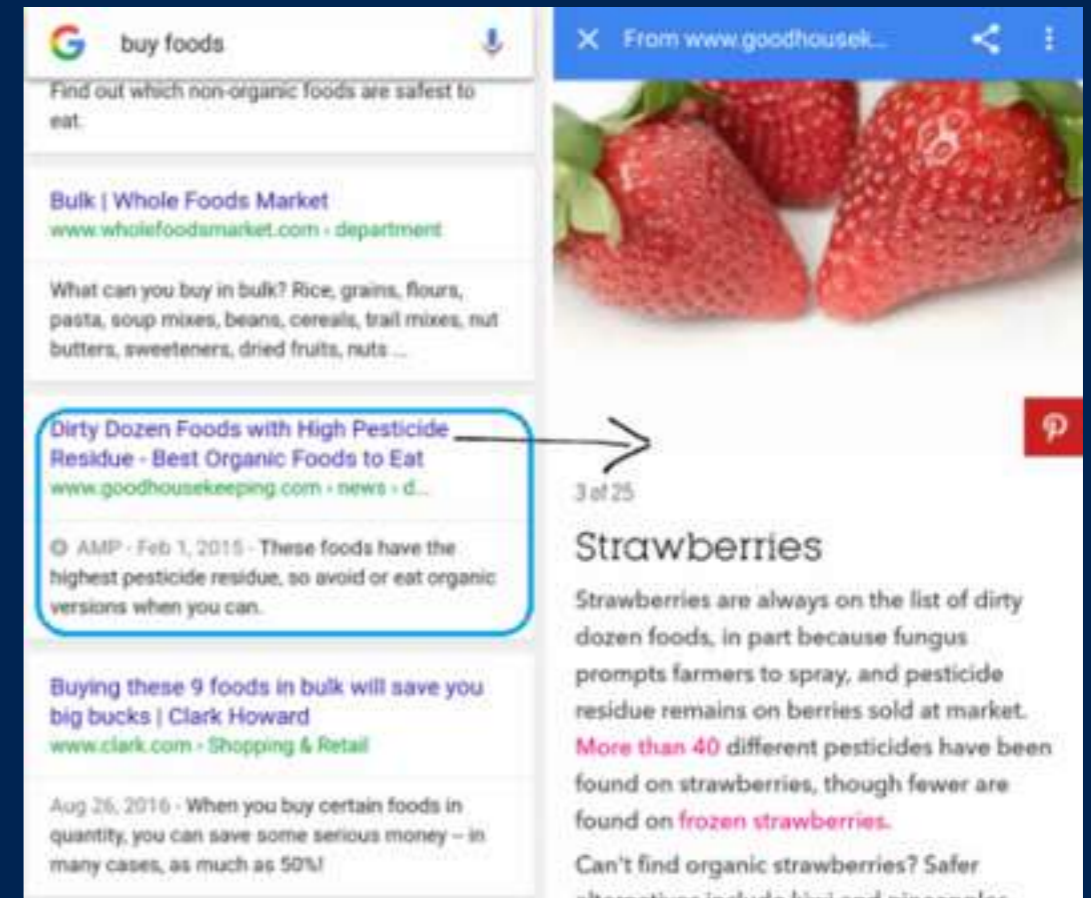 buy foods
Find out which non-organic foods are safest to
eat.
Bulk | Whole Foods Market
www.wholefoodsmarket.com › department
What can you buy in bulk? Rice, grains, flours,
pasta, soup mixes, beans, cereals, trail mixes, nut
butters, sweeteners, dried fruits, nuts ...
Dirty Dozen Foods with High Pesticide
Residue - Best Organic Foods to Eat
www.goodhousekeeping.com › news › d...
AMP - Feb 1, 2015 - These foods have the
highest pesticide residue, so avoid or eat organic
versions when you can.
Buying these 9 foods in bulk will save you
big bucks | Clark Howard
www.clark.com › Shopping & Retail
Aug 26, 2016 - When you buy certain foods in
quantity, you can save some serious money – in
many cases, as much as 50%!
From www.goodhousek...
3 of 25
Strawberries
Strawberries are always on the list of dirty
dozen foods, in part because fungus
prompts farmers to spray, and pesticide
residue remains on berries sold at market.
More than 40 different pesticides have been
found on strawberries, though fewer are
found on frozen strawberries.
Can't find organic strawberries? Safer
alternatives include kiwi and pineapples